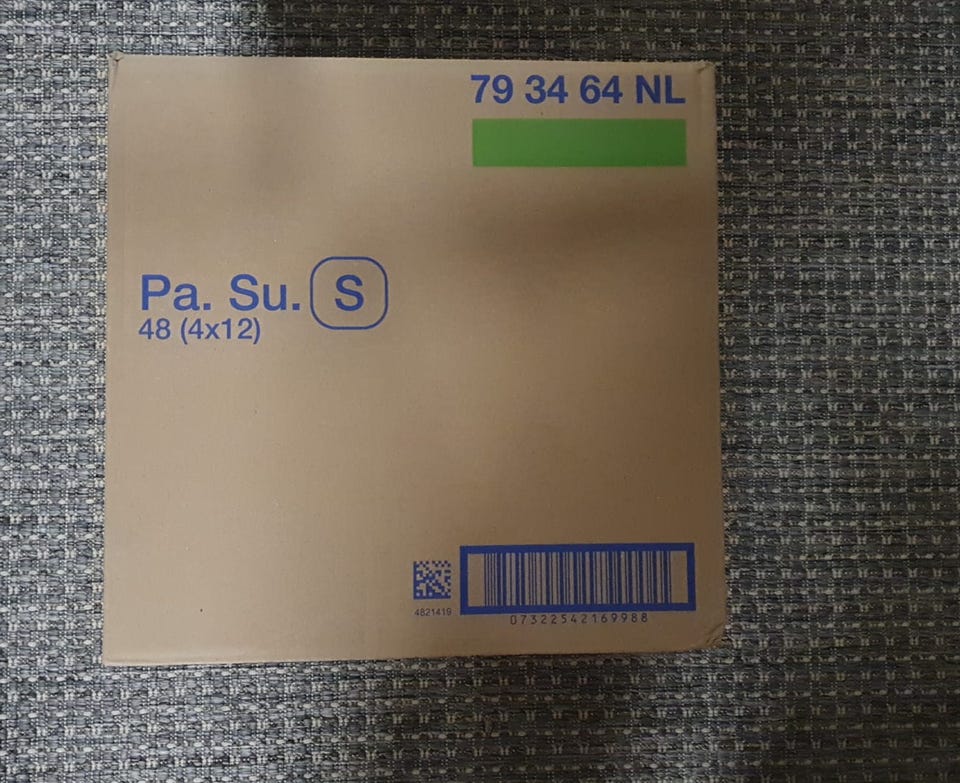 79 34 64 NL
Pa. Su. S
48 (4x12)
4821419
07322542169988